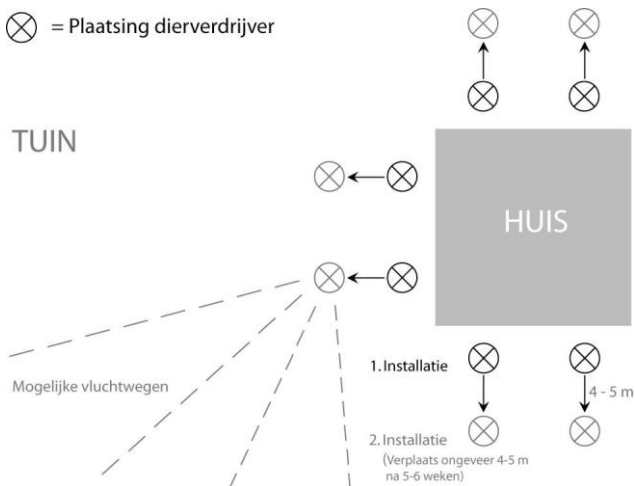 = Plaatsing dierverdrijver
TUIN
HUIS
Mogelijke vluchtwegen
1. Installatie
4 - 5 m
2. Installatie
(Verplaats ongeveer 4-5 m
na 5-6 weken)